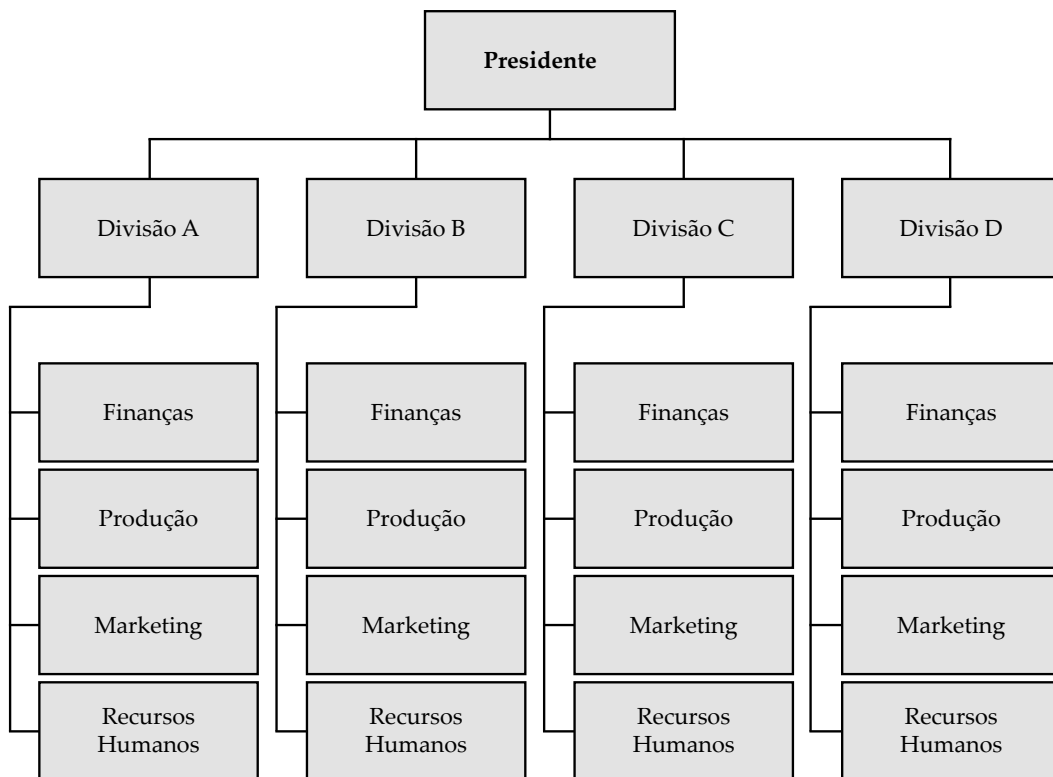 Presidente
Divisão A
Divisão B
Divisão C
Divisão D
Finanças
Finanças
Finanças
Finanças
Produção
Produção
Produção
Produção
Marketing
Marketing
Marketing
Marketing
Recursos
Humanos
Recursos
Humanos
Recursos
Humanos
Recursos
Humanos